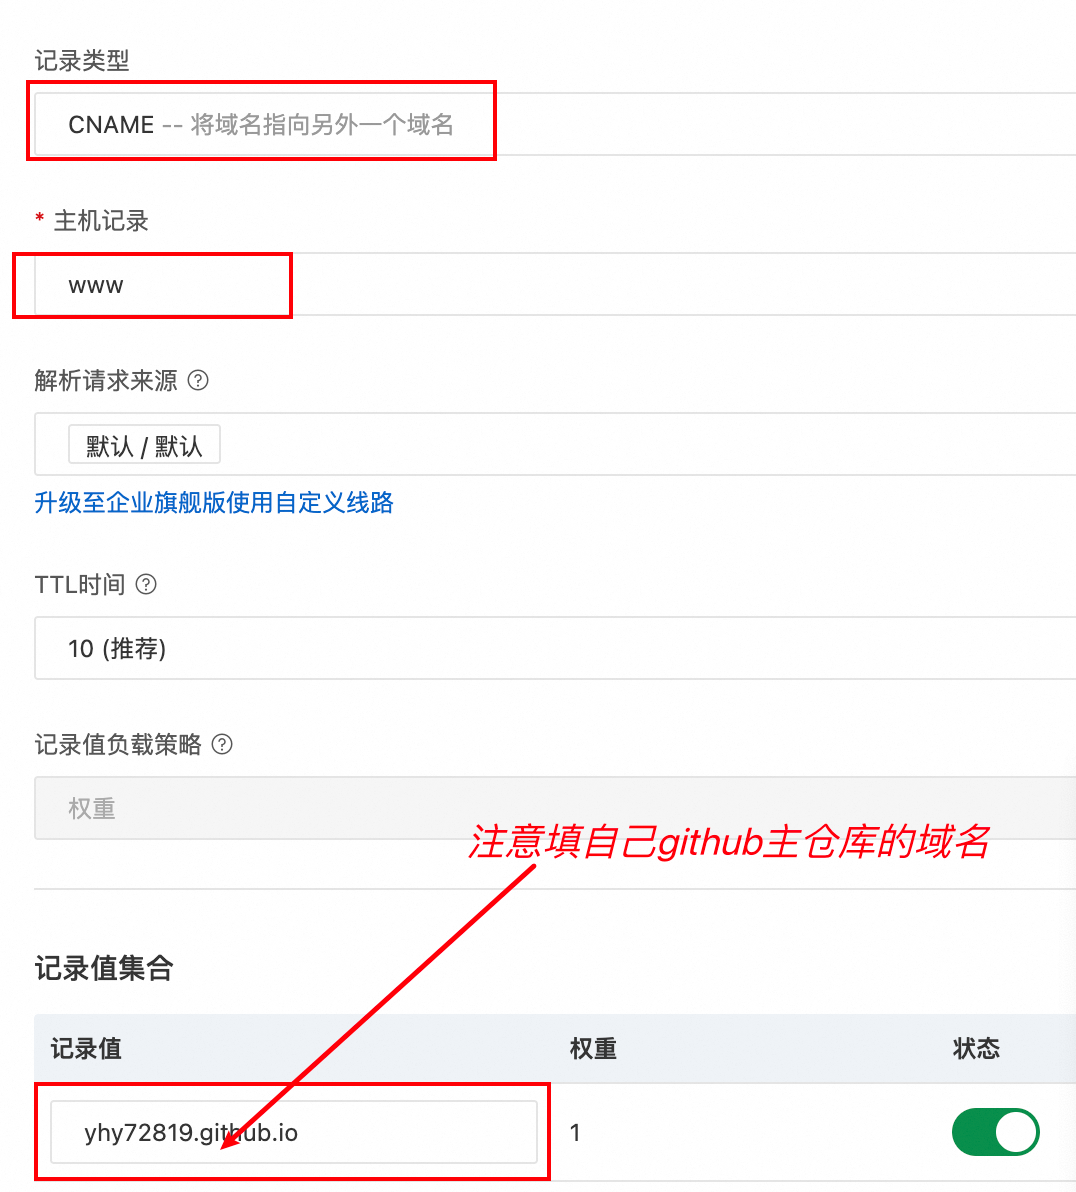 记录类型
CNAME -- 将域名指向另外一个域名
* 主机记录
www
解析请求来源 ?
默认 / 默认
升级至企业旗舰版使用自定义线路
TTL时间 ?
10 (推荐)
记录值负载策略 ?
权重
注意填自己github主仓库的域名
记录值集合
记录值 权重 状态
yhy72819.github.io 1